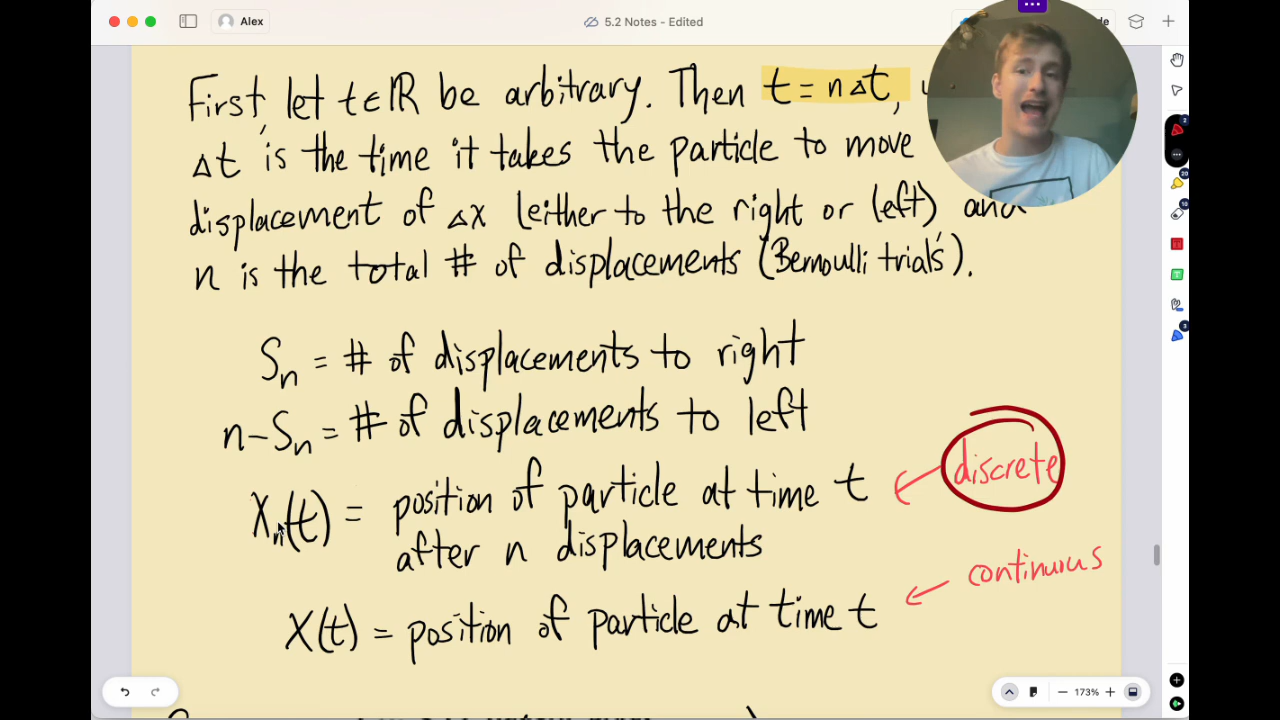 Alex
5.2 Notes - Edited
First, let t∈ℝ be arbitrary. Then t = nΔt,
Δt is the time it takes the particle to move
displacement of Δx (either to the right or left) and
n is the total # of displacements (Bernoulli trials).
Sn = # of displacements to right
n-Sn = # of displacements to left
Xn(t) = position of particle at time t
after n displacements
discrete
X(t) = position of particle at time t
continuous
173%